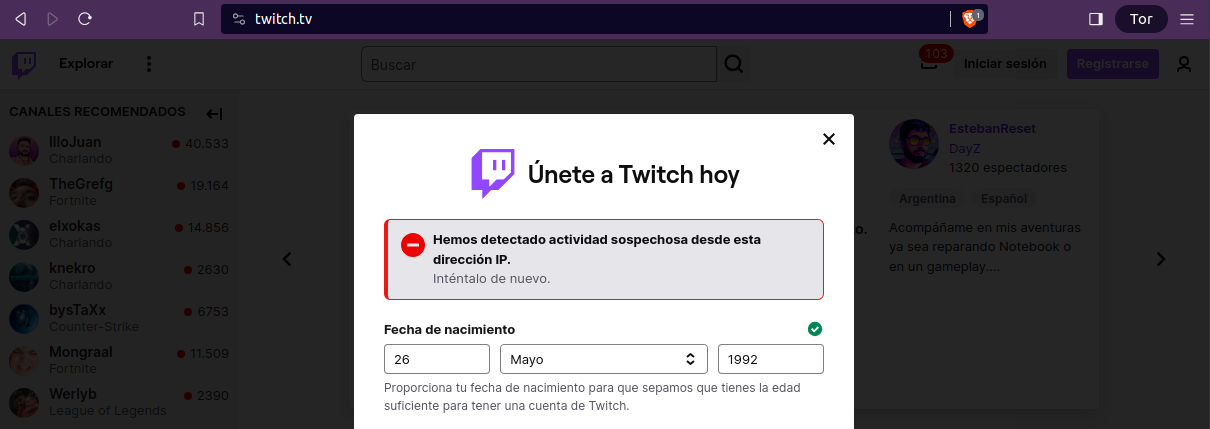 twitch.tv
1
Tor
Explorar
Buscar
103
Iniciar sesión
Registrarse
CANALES RECOMENDADOS
IlloJuan
40.533
Charlando
TheGrefg
19.164
Fortnite
elxokas
14.856
Charlando
knekro
2630
Charlando
bysTaXx
6753
Counter-Strike
Mongraal
11.509
Fortnite
Werlyb
2390
League of Legends
Únete a Twitch hoy
Hemos detectado actividad sospechosa desde esta
dirección IP.
Inténtalo de nuevo.
Fecha de nacimiento
26
Mayo
1992
Proporciona tu fecha de nacimiento para que sepamos que tienes la edad
suficiente para tener una cuenta de Twitch.
o.
EstebanReset
DayZ
1320 espectadores
Argentina
Español
Acompáñame en mis aventuras
ya sea reparando Notebook o
en un gameplay....